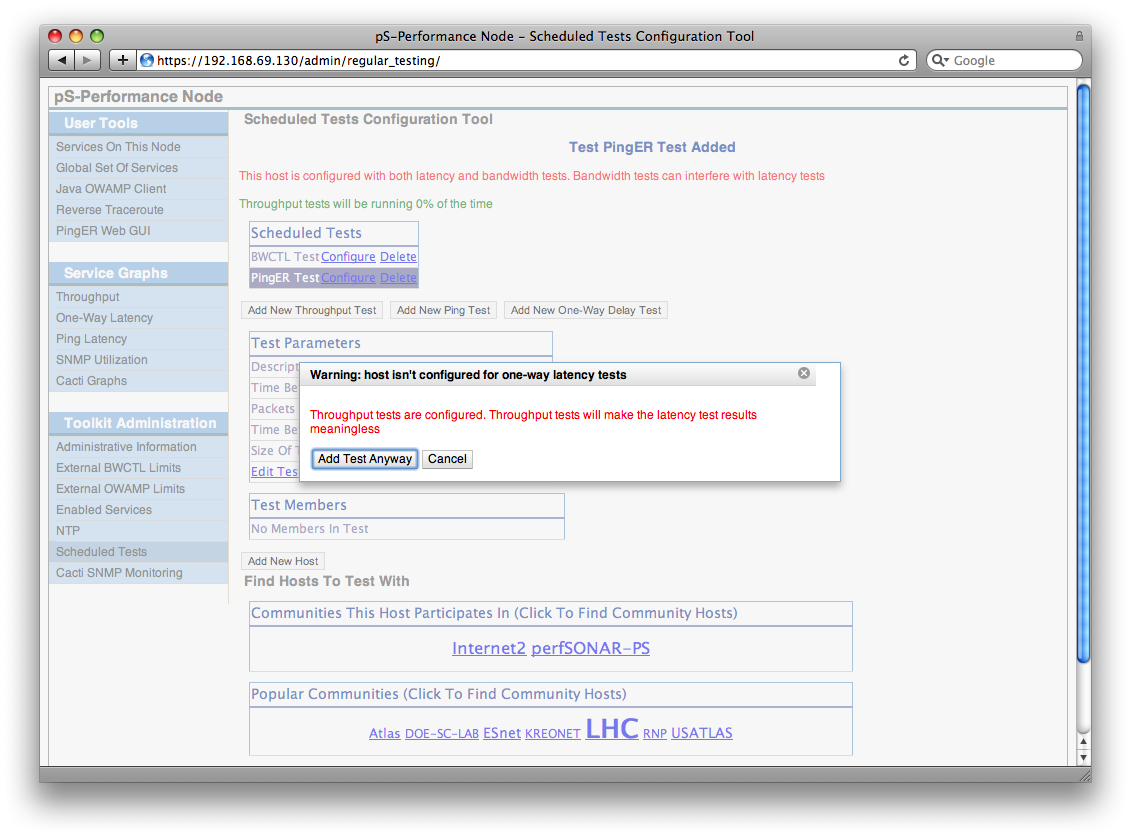 pS-Performance Node – Scheduled Tests Configuration Tool
https://192.168.69.130/admin/regular_testing/
Google
pS-Performance Node
User Tools
Services On This Node
Global Set Of Services
Java OWAMP Client
Reverse Traceroute
PingER Web GUI
Service Graphs
Throughput
One-Way Latency
Ping Latency
SNMP Utilization
Cacti Graphs
Toolkit Administration
Administrative Information
External BWCTL Limits
External OWAMP Limits
Enabled Services
NTP
Scheduled Tests
Cacti SNMP Monitoring
Scheduled Tests Configuration Tool
Test PingER Test Added
This host is configured with both latency and bandwidth tests. Bandwidth tests can interfere with latency tests
Throughput tests will be running 0% of the time
Scheduled Tests
BWCTL Test Configure Delete
PingER Test Configure Delete
Add New Throughput Test Add New Ping Test Add New One-Way Delay Test
Test Parameters
Descript
Time Be
Packets
Time Be
Size Of T
Edit Tes
Warning: host isn't configured for one-way latency tests
Throughput tests are configured. Throughput tests will make the latency test results
meaningless
Add Test Anyway Cancel
Test Members
No Members In Test
Add New Host
Find Hosts To Test With
Communities This Host Participates In (Click To Find Community Hosts)
Internet2 perfSONAR-PS
Popular Communities (Click To Find Community Hosts)
Atlas DOE-SC-LAB ESnet KREONET LHC RNP USATLAS